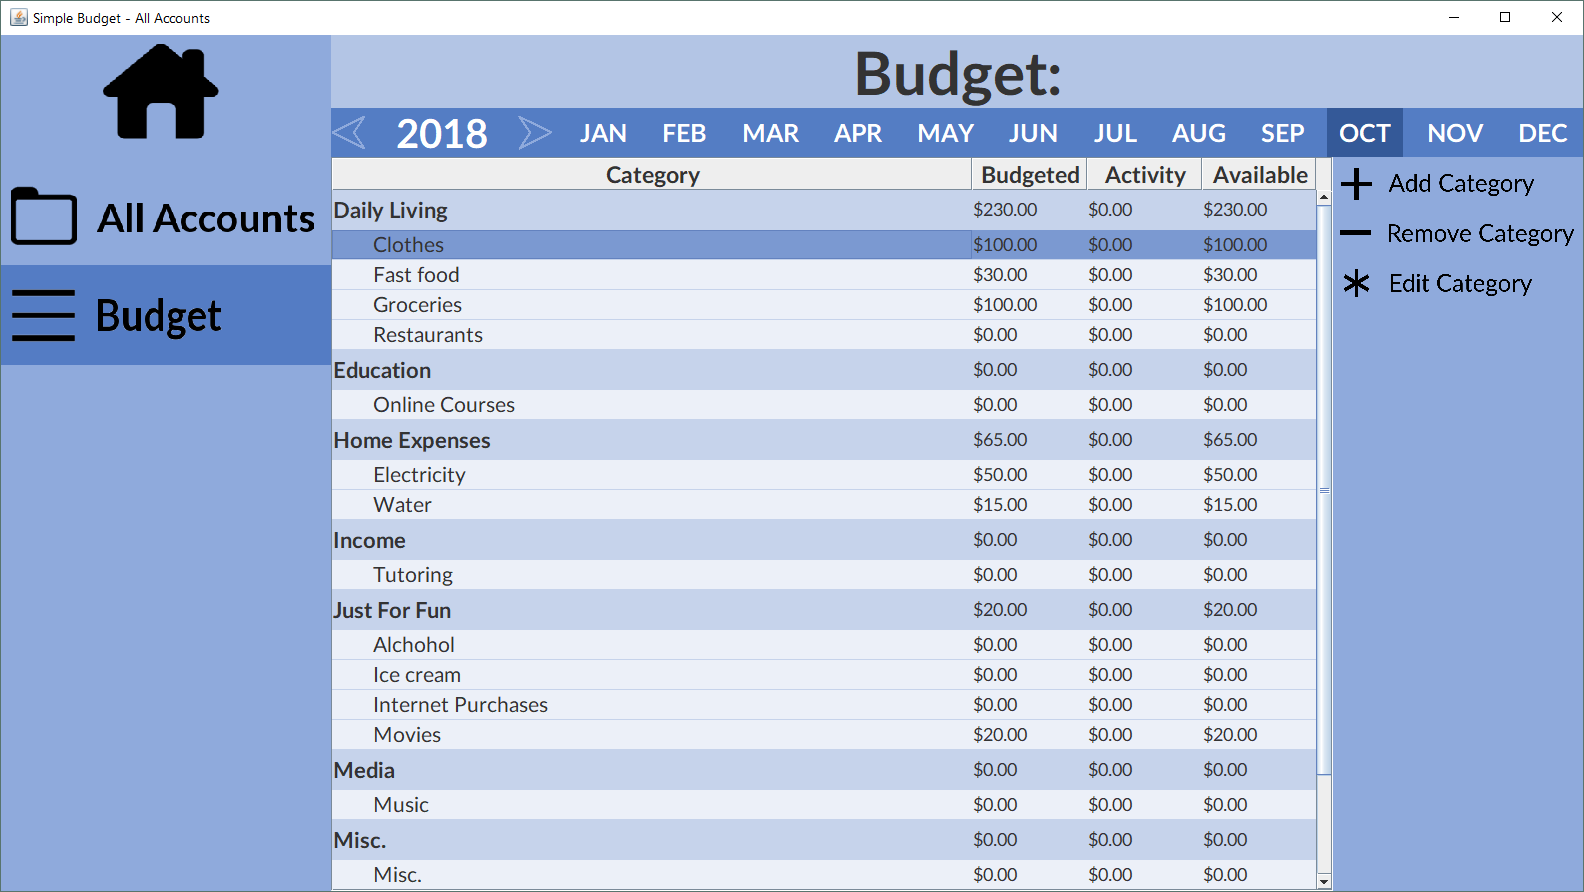 Simple Budget - All Accounts
All Accounts
Budget
Budget:
2018 JAN FEB MAR APR MAY JUN JUL AUG SEP OCT NOV DEC
Category Budgeted Activity Available
Daily Living $230.00 $0.00 $230.00
Clothes $100.00 $0.00 $100.00
Fast food $30.00 $0.00 $30.00
Groceries $100.00 $0.00 $100.00
Restaurants $0.00 $0.00 $0.00
Education $0.00 $0.00 $0.00
Online Courses $0.00 $0.00 $0.00
Home Expenses $65.00 $0.00 $65.00
Electricity $50.00 $0.00 $50.00
Water $15.00 $0.00 $15.00
Income $0.00 $0.00 $0.00
Tutoring $0.00 $0.00 $0.00
Just For Fun $20.00 $0.00 $20.00
Alchohol $0.00 $0.00 $0.00
Ice cream $0.00 $0.00 $0.00
Internet Purchases $0.00 $0.00 $0.00
Movies $20.00 $0.00 $20.00
Media $0.00 $0.00 $0.00
Music $0.00 $0.00 $0.00
Misc. $0.00 $0.00 $0.00
Misc. $0.00 $0.00 $0.00
Add Category
Remove Category
Edit Category